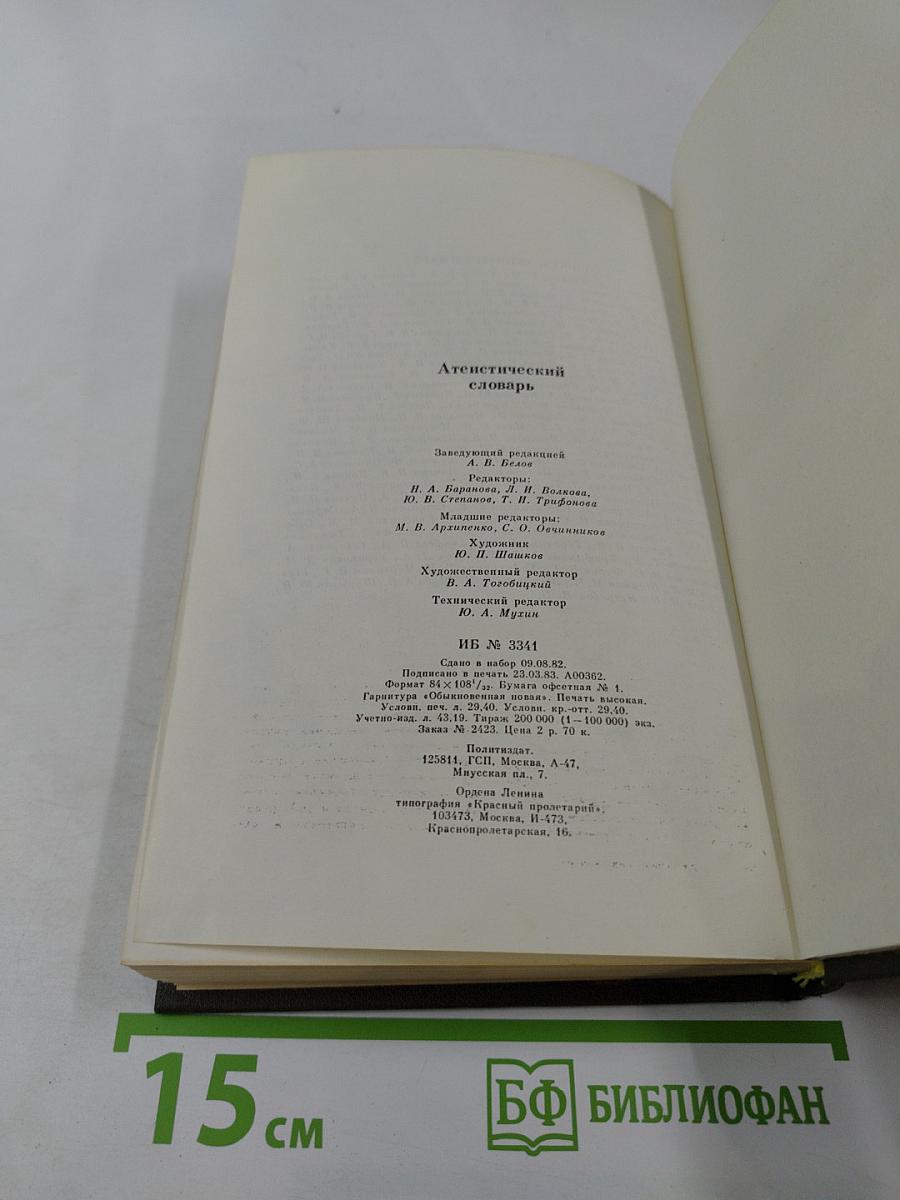 Атеистический
словарь
Заведующий редакцией
А. В. Белов
Редакторы:
Н. А. Баранова, Л. И. Волкова,
Ю. В. Степанов, Т. И. Трифонова
Младшие редакторы:
М. В. Архипенко, С. О. Овчинников
Художник
Ю. П. Шашков
Художественный редактор
В. А. Тогобицкий
Технический редактор
Ю. А. Мухин
ИБ № 3341
Сдано в набор 09.08.82.
Подписано в печать 23.03.83. А00362.
Формат 84×108¹/₃₂. Бумага офсетная № 1.
Гарнитура «Обыкновенная новая». Печать высокая.
Условн. печ. л. 29,40. Условн. кр.-отт. 29,40.
Учетно-изд. л. 43,19. Тираж 200 000 (1—100 000) экз.
Заказ № 2423. Цена 2 р. 70 к.
Политиздат.
125811, ГСП, Москва, А-47,
Миусская пл., 7.
Ордена Ленина
типография «Красный пролетарий».
103473, Москва, И-473,
Краснопролетарская, 16.
15 см
БФ БИБЛИОФАН